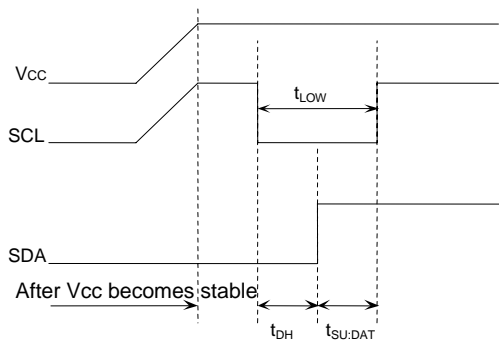 Vcc
tLOW
SCL
SDA
After Vcc becomes stable
tDH
tSU:DAT